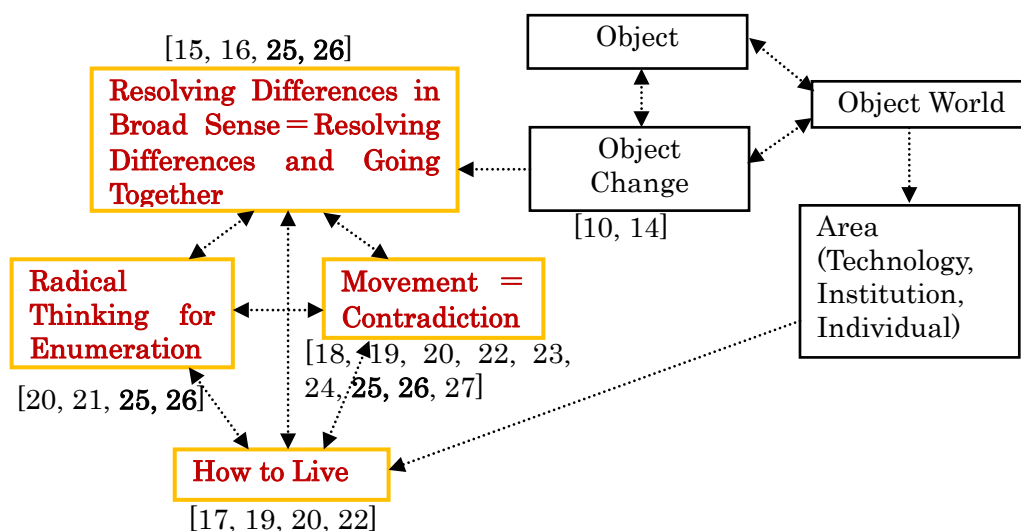 [15, 16, 25, 26]
Resolving Differences in
Broad Sense＝Resolving
Differences and Going
Together
Object
Object World
Object
Change
[10, 14]
Area
(Technology,
Institution,
Individual)
Radical
Thinking for
Enumeration
[20, 21, 25, 26]
Movement ＝
Contradiction
[18, 19, 20, 22, 23,
24, 25, 26, 27]
How to Live
[17, 19, 20, 22]